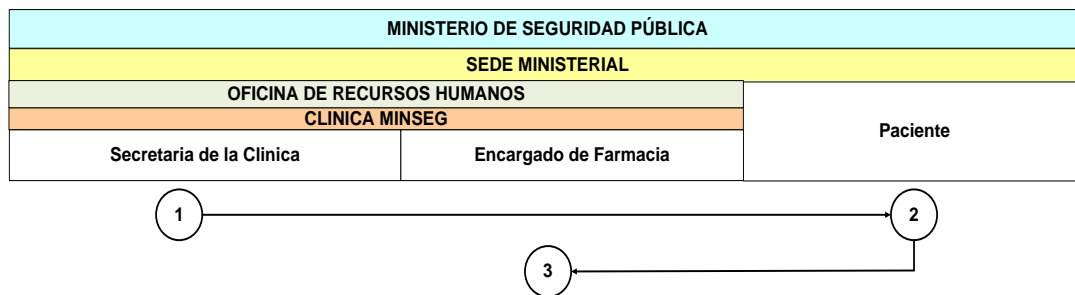 MINISTERIO DE SEGURIDAD PÚBLICA
SEDE MINISTERIAL
OFICINA DE RECURSOS HUMANOS
CLINICA MINSEG
Paciente
Secretaria de la Clinica
Encargado de Farmacia
1
2
3